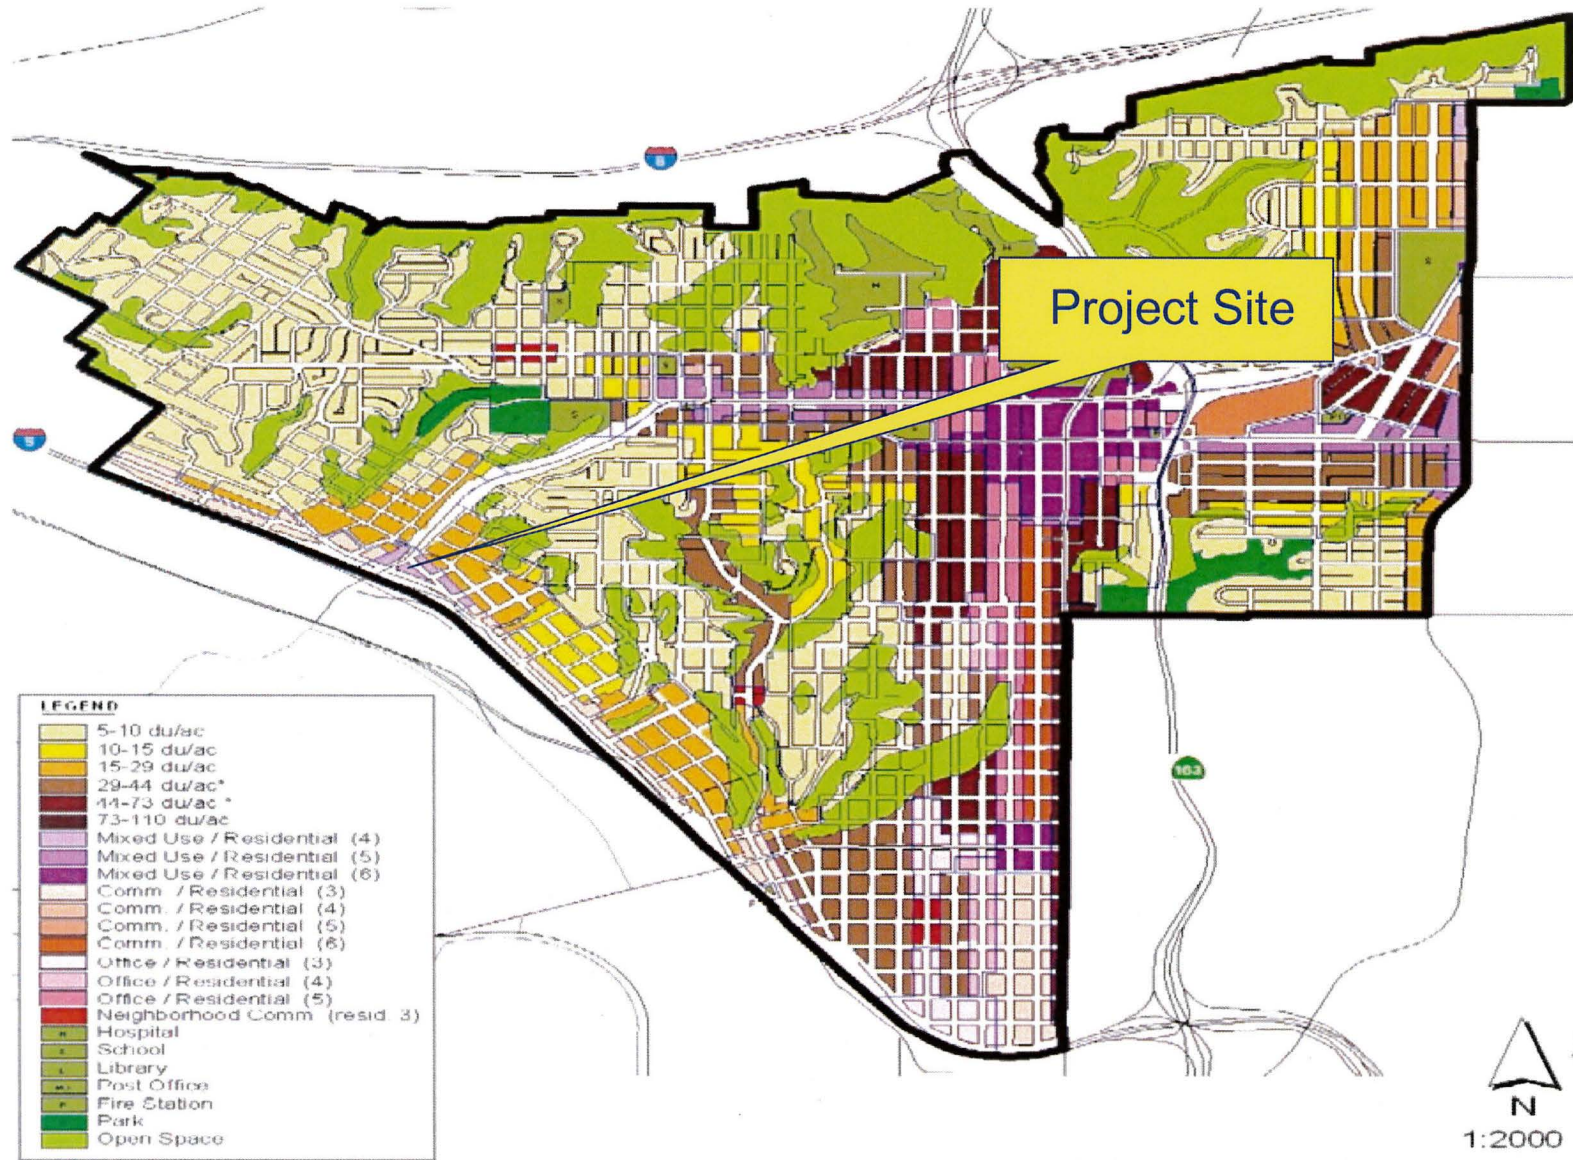 8
5
Project Site
163
LEGEND
5-10 du/ac
10-15 du/ac
15-29 du/ac
29-44 du/ac*
44-73 du/ac *
73-110 du/ac
Mixed Use / Residential (4)
Mixed Use / Residential (5)
Mixed Use / Residential (6)
Comm. / Residential (3)
Comm. / Residential (4)
Comm. / Residential (5)
Comm. / Residential (6)
Office / Residential (3)
Office / Residential (4)
Office / Residential (5)
Neighborhood Comm (resid 3)
H Hospital
S School
L Library
Post Office
F Fire Station
Park
Open Space
N
1:2000